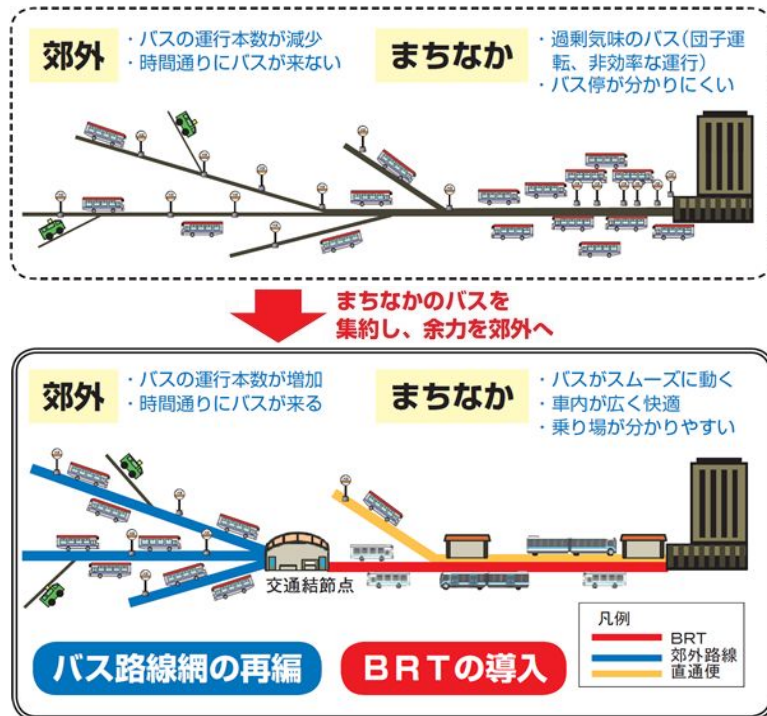 郊外
・バスの運行本数が減少
・時間通りにバスが来ない
まちなか
・過剰気味のバス(団子運
転、非効率な運行)
・バス停が分かりにくい
まちなかのバスを
集約し、余力を郊外へ
郊外
・バスの運行本数が増加
・時間通りにバスが来る
まちなか
・バスがスムーズに動く
・車内が広く快適
・乗り場が分かりやすい
交通結節点
凡例
BRT
郊外路線
直通便
バス路線網の再編
BRTの導入